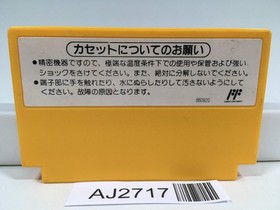 カセットについてのお願い
●精密機器ですので、極端な温度条件下での使用や保管および強い
ショックをさけてください。また、絶対に分解しないでください。
●端子部に手を触れたり、水にぬらしたりして汚さないようにして
ください。故障の原因となります。
AJ2717